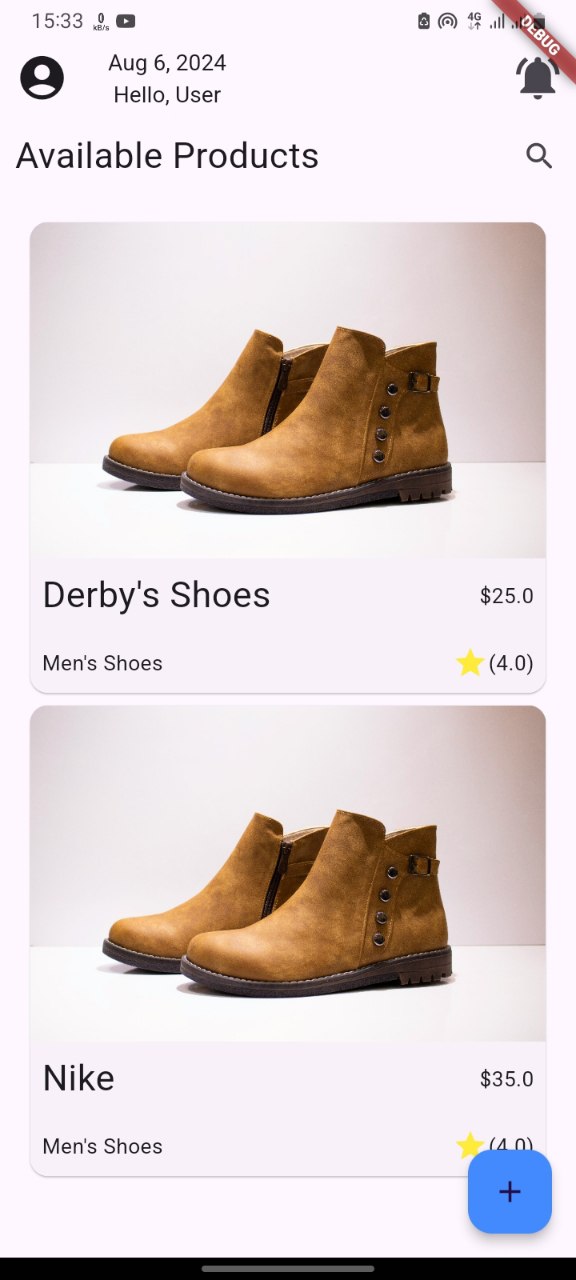 15:33 0 kB/s 4G
DEBUG
Aug 6, 2024
Hello, User
Available Products
Derby's Shoes $25.0
Men's Shoes (4.0)
Nike $35.0
Men's Shoes (4.0)
+